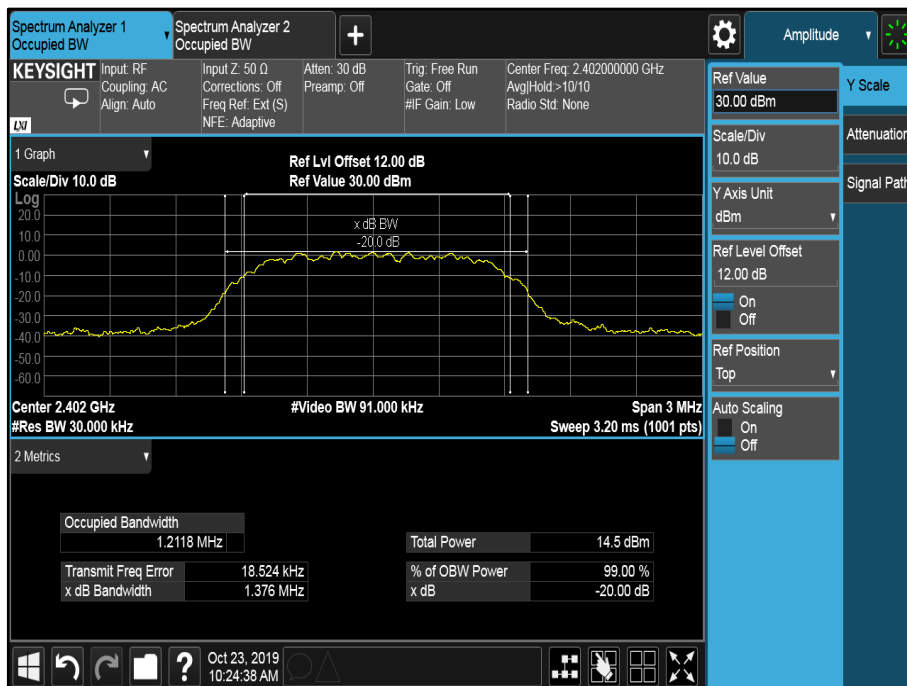 Spectrum Analyzer 1
Occupied BW
Spectrum Analyzer 2
Occupied BW
Amplitude
KEYSIGHT
Input: RF
Coupling: AC
Align: Auto
Input Z: 50 Ω
Corrections: Off
Freq Ref: Ext (S)
NFE: Adaptive
Atten: 30 dB
Preamp: Off
Trig: Free Run
Gate: Off
#IF Gain: Low
Center Freq: 2.402000000 GHz
Avg|Hold:>10/10
Radio Std: None
LXI
1 Graph
Scale/Div 10.0 dB
Ref Lvl Offset 12.00 dB
Ref Value 30.00 dBm
Log
20.0
10.0
0.00
-10.0
-20.0
-30.0
-40.0
-50.0
-60.0
x dB BW
-20.0 dB
Center 2.402 GHz
#Video BW 91.000 kHz
Span 3 MHz
#Res BW 30.000 kHz
Sweep 3.20 ms (1001 pts)
2 Metrics
Occupied Bandwidth
1.2118 MHz
Total Power 14.5 dBm
Transmit Freq Error 18.524 kHz
% of OBW Power 99.00 %
x dB Bandwidth 1.376 MHz
x dB -20.00 dB
Ref Value
30.00 dBm
Scale/Div
10.0 dB
Y Axis Unit
dBm
Ref Level Offset
12.00 dB
On
Off
Ref Position
Top
Auto Scaling
On
Off
Y Scale
Attenuation
Signal Path
?
Oct 23, 2019
10:24:38 AM